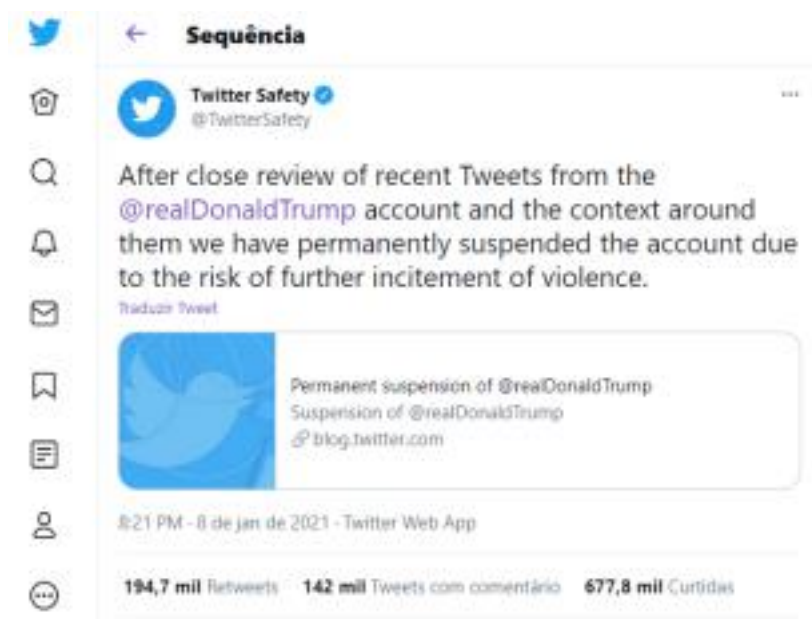 Sequência
Twitter Safety
@TwitterSafety
After close review of recent Tweets from the
@realDonaldTrump account and the context around
them we have permanently suspended the account due
to the risk of further incitement of violence.
Traduzir Tweet
Permanent suspension of @realDonaldTrump
Suspension of @realDonaldTrump
blog.twitter.com
8:21 PM · 8 de jan de 2021 · Twitter Web App
194,7 mil Retweets 142 mil Tweets com comentário 677,8 mil Curtidas